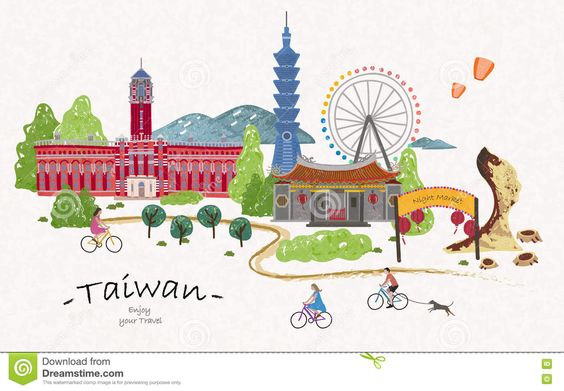 Night Market
Taiwan
Enjoy
your Travel
Download from
Dreamstime.com
This watermarked comp image is for previewing purposes only.